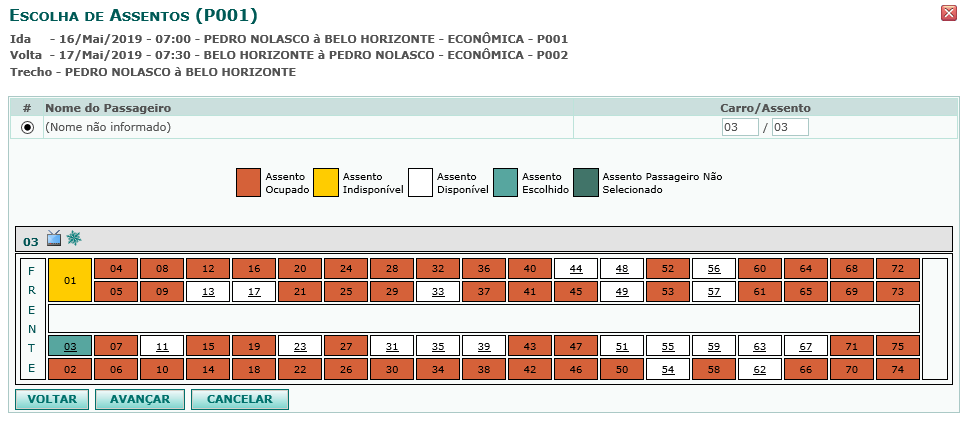 Escolha de Assentos (P001)
Ida - 16/Mai/2019 - 07:00 - PEDRO NOLASCO à BELO HORIZONTE - ECONÔMICA - P001
Volta - 17/Mai/2019 - 07:30 - BELO HORIZONTE à PEDRO NOLASCO - ECONÔMICA - P002
Trecho - PEDRO NOLASCO à BELO HORIZONTE
# Nome do Passageiro Carro/Assento
(Nome não informado) 03 / 03
Assento Ocupado
Assento Indisponível
Assento Disponível
Assento Escolhido
Assento Passageiro Não Selecionado
03
FRENTE
01 04 08 12 16 20 24 28 32 36 40 44 48 52 56 60 64 68 72
05 09 13 17 21 25 29 33 37 41 45 49 53 57 61 65 69 73
03 07 11 15 19 23 27 31 35 39 43 47 51 55 59 63 67 71 75
02 06 10 14 18 22 26 30 34 38 42 46 50 54 58 62 66 70 74
VOLTAR AVANÇAR CANCELAR